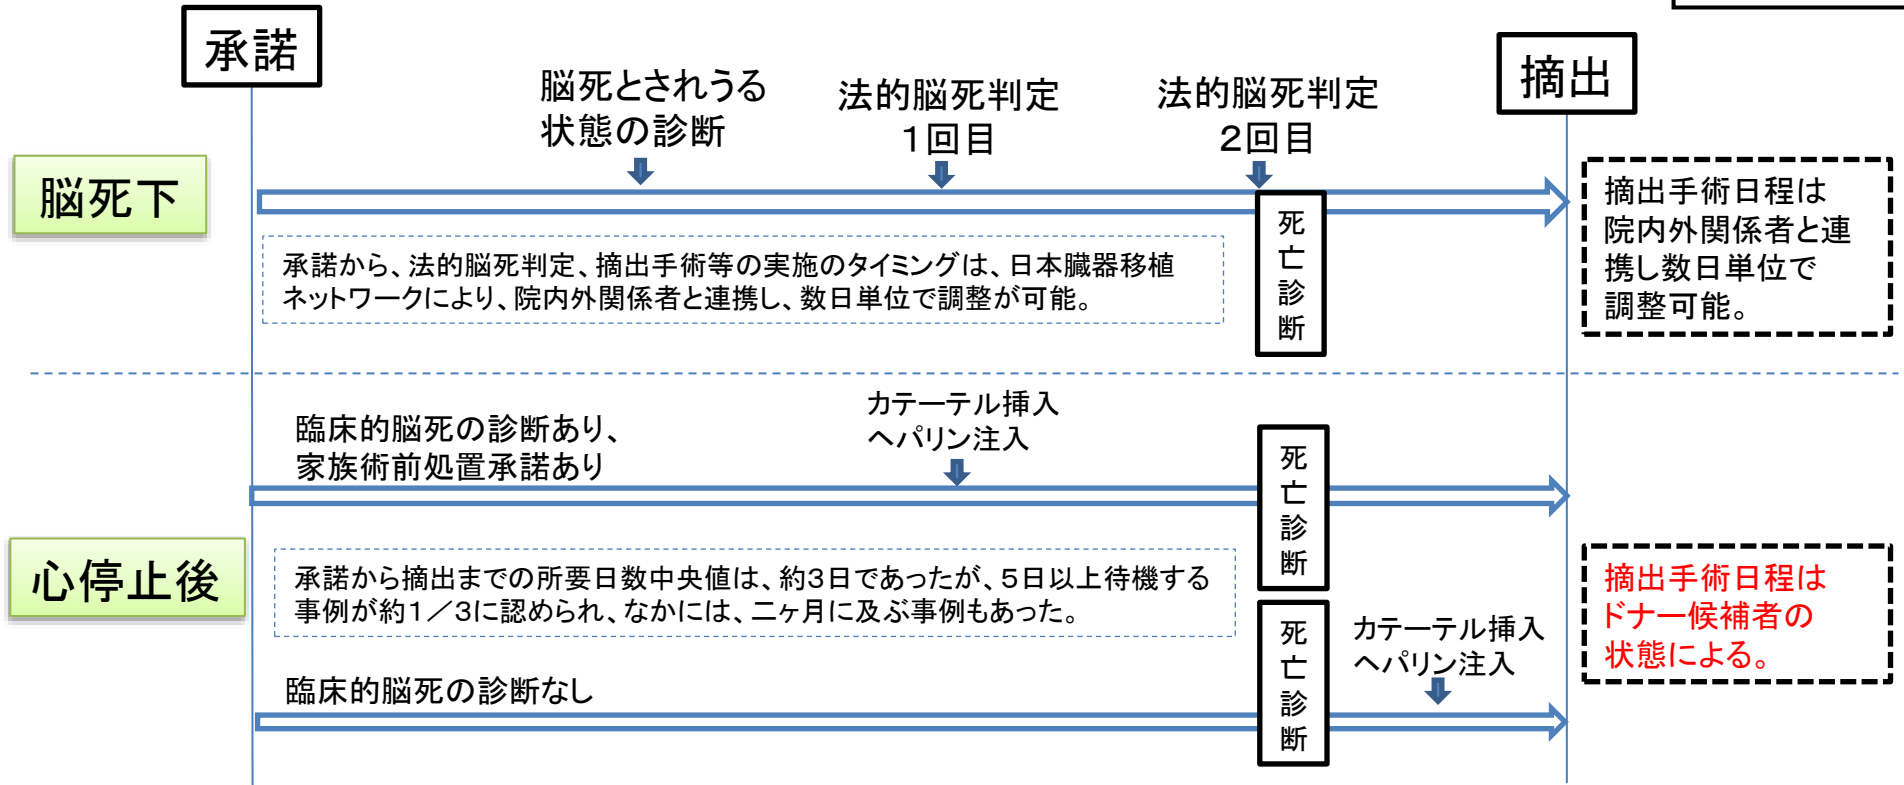 承諾
摘出
脳死とされうる
状態の診断
法的脳死判定
1回目
法的脳死判定
2回目
脳死下
死亡診断
摘出手術日程は
院内外関係者と連
携し数日単位で
調整可能。
承諾から、法的脳死判定、摘出手術等の実施のタイミングは、日本臓器移植
ネットワークにより、院内外関係者と連携し、数日単位で調整が可能。
臨床的脳死の診断あり、
家族術前処置承諾あり
カテーテル挿入
ヘパリン注入
死亡診断
心停止後
承諾から摘出までの所要日数中央値は、約3日であったが、5日以上待機する
事例が約1/3に認められ、なかには、二ヶ月に及ぶ事例もあった。
摘出手術日程は
ドナー候補者の
状態による。
臨床的脳死の診断なし
死亡診断
カテーテル挿入
ヘパリン注入